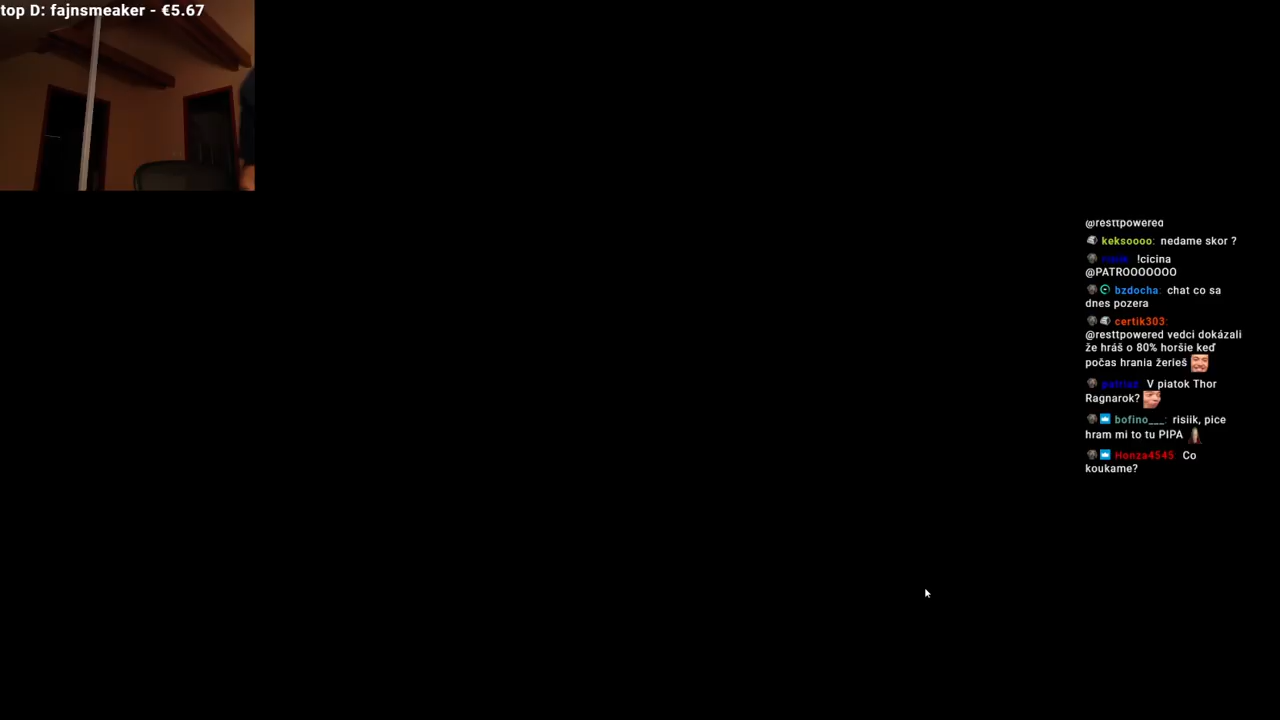 top D: fajnsmeaker - €5.67
@resttpowered
keksoooo: nedame skor ?
!cicina
@PATROOOOOOO
bzdocha: chat co sa
dnes pozera
certik303:
@resttpowered vedci dokázali
že hráš o 80% horšie keď
počas hrania žerieš
V piatok Thor
Ragnarok?
bofino___: risiik, pice
hram mi to tu PIPA
Honza4545 Co
koukame?